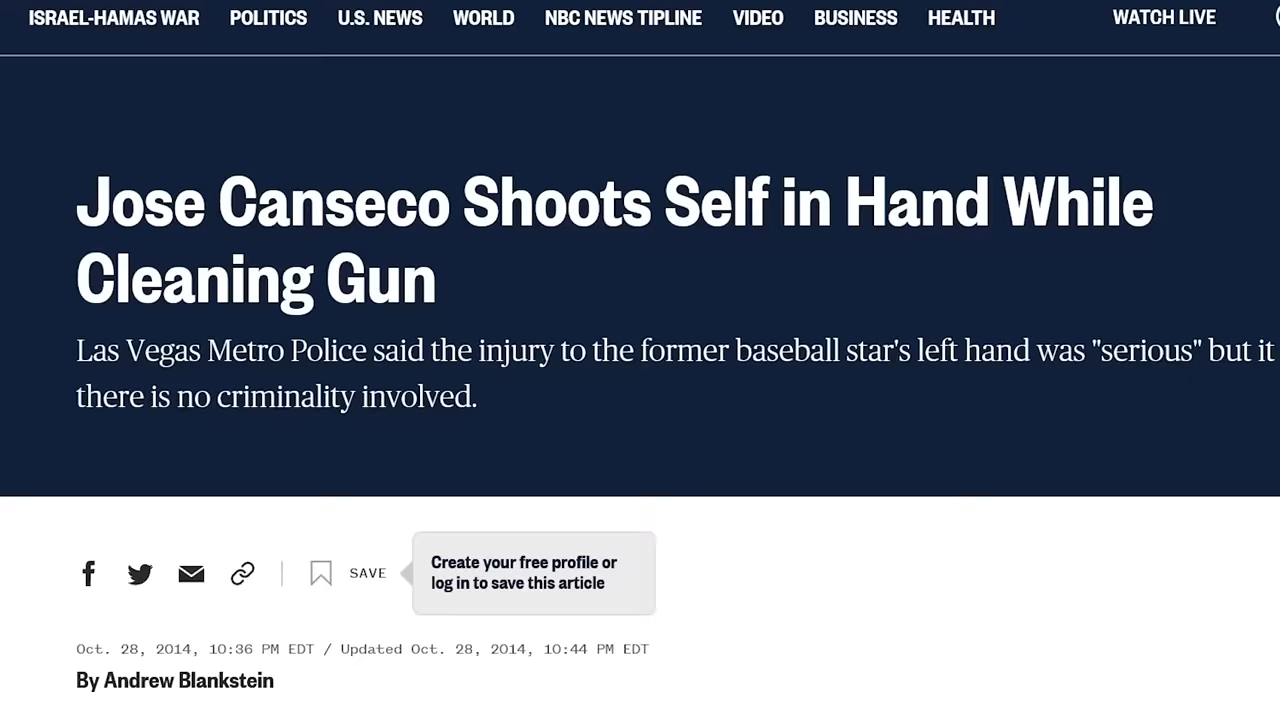 ISRAEL-HAMAS WAR POLITICS U.S. NEWS WORLD NBC NEWS TIPLINE VIDEO BUSINESS HEALTH WATCH LIVE
Jose Canseco Shoots Self in Hand While
Cleaning Gun
Las Vegas Metro Police said the injury to the former baseball star's left hand was "serious" but it
there is no criminality involved.
SAVE
Create your free profile or
log in to save this article
Oct. 28, 2014, 10:36 PM EDT / Updated Oct. 28, 2014, 10:44 PM EDT
By Andrew Blankstein